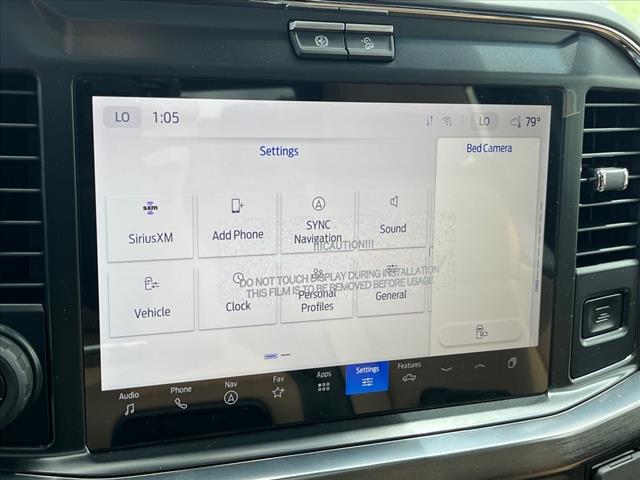 LO 1:05 LO 79°
Settings
Bed Camera
sxm
SiriusXM
Add Phone
SYNC
Navigation
Sound
!!!CAUTION!!!
DO NOT TOUCH DISPLAY DURING INSTALLATION
THIS FILM IS TO BE REMOVED BEFORE USAGE
Vehicle
Clock
Personal
Profiles
General
Audio
Phone
Nav
Fav
Apps
Settings
Features